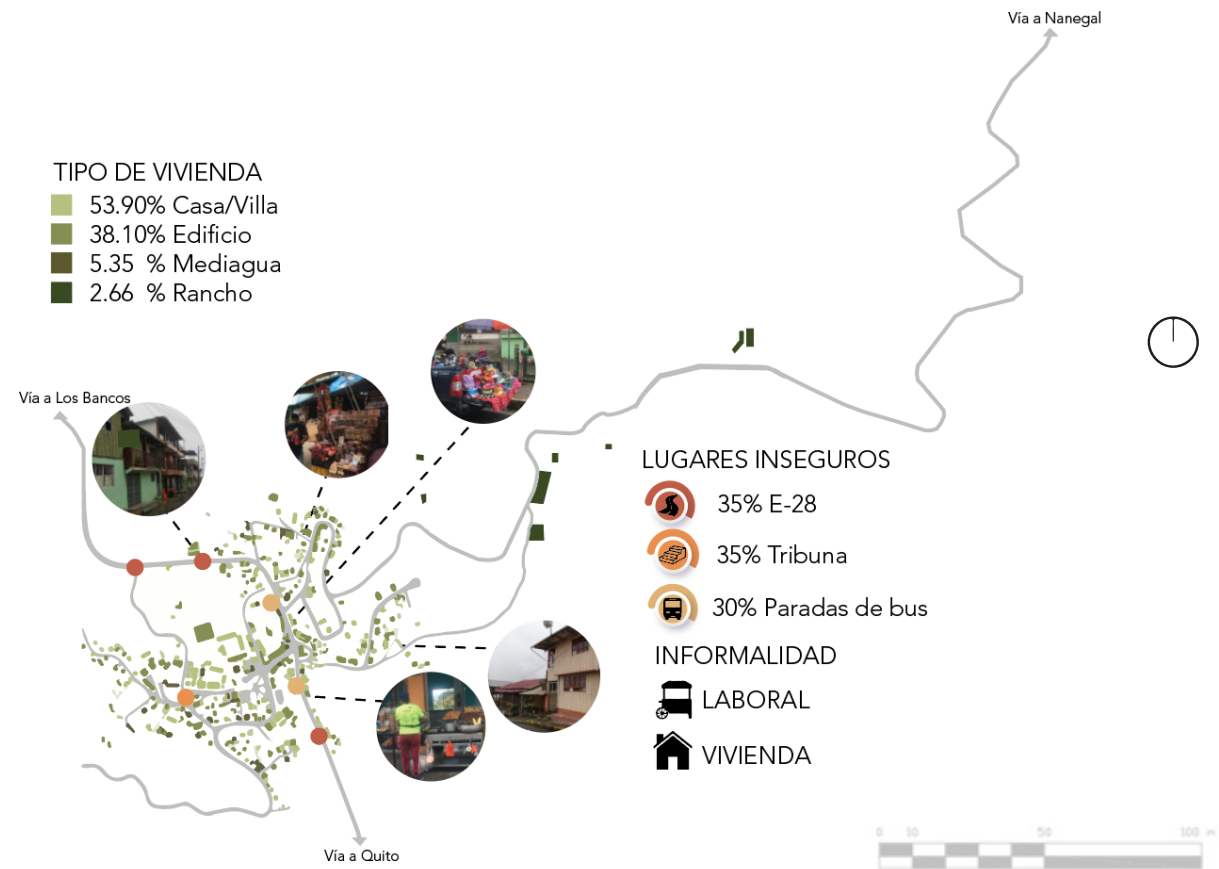 Vía a Nanegal
TIPO DE VIVIENDA
53.90% Casa/Villa
38.10% Edificio
5.35 % Mediagua
2.66 % Rancho
Vía a Los Bancos
LUGARES INSEGUROS
35% E-28
35% Tribuna
30% Paradas de bus
INFORMALIDAD
LABORAL
VIVIENDA
0 10 50 100 m
Vía a Quito